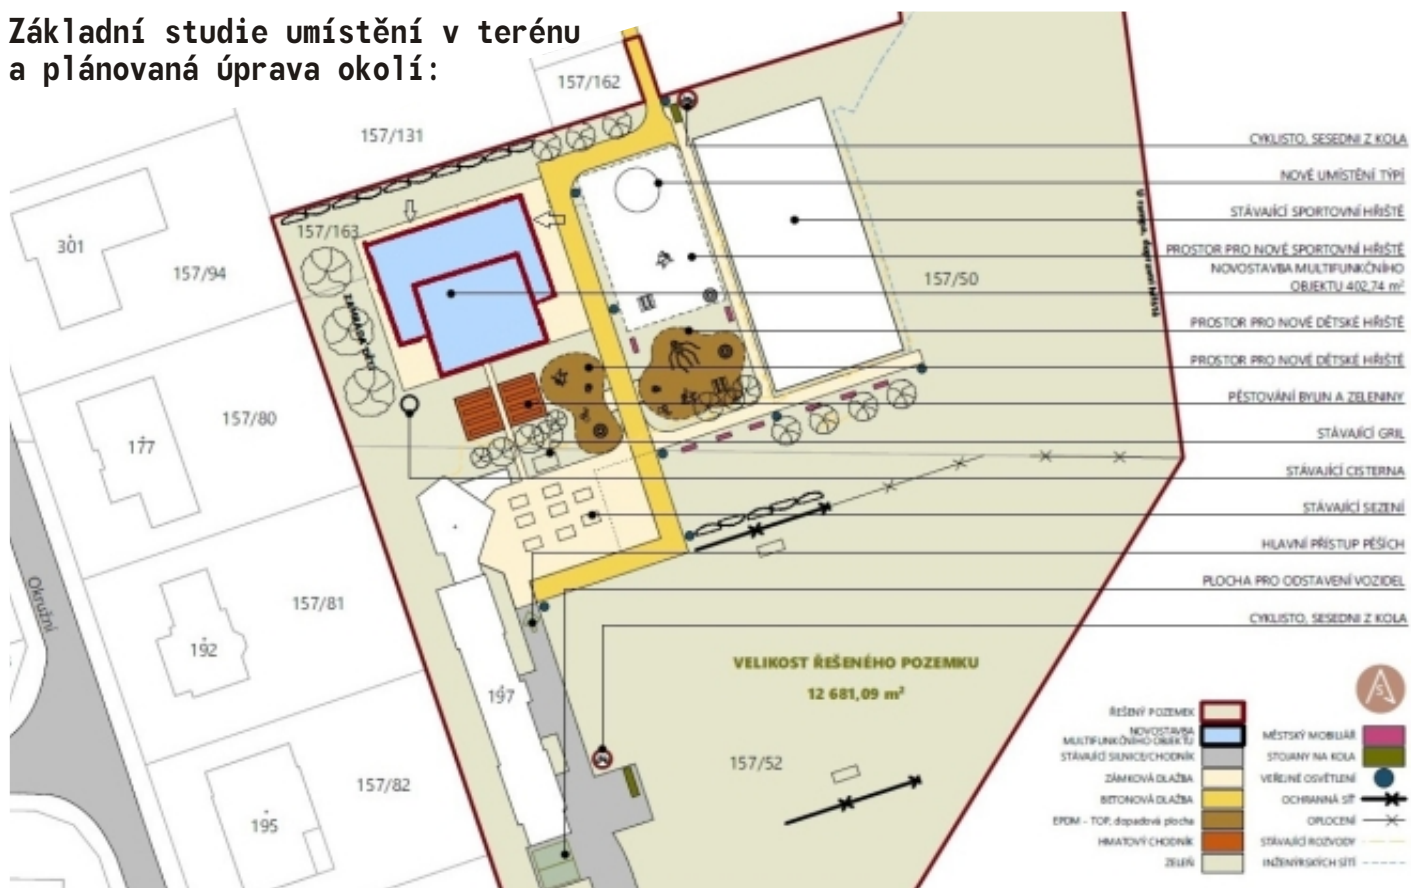 Základní studie umístění v terénu
a plánovaná úprava okolí:
157/162
157/131
CYKLISTO, SESEDNI Z KOLA
NOVÉ UMÍSTĚNÍ TÝPÍ
STÁVAJÍCÍ SPORTOVNÍ HŘIŠTĚ
157/163
301
157/94
PROSTOR PRO NOVÉ SPORTOVNÍ HŘIŠTĚ
NOVOSTAVBA MULTIFUNKČNÍHO
OBJEKTU 402,74 m²
157/50
ZAHRADA DĚTÍ
PROSTOR PRO NOVÉ DĚTSKÉ HŘIŠTĚ
PROSTOR PRO NOVÉ DĚTSKÉ HŘIŠTĚ
PĚSTOVÁNÍ BYLIN A ZELENINY
157/80
177
STÁVAJÍCÍ GRIL
STÁVAJÍCÍ CISTERNA
STÁVAJÍCÍ SEZENÍ
HLAVNÍ PŘÍSTUP PĚŠÍCH
PLOCHA PRO ODSTAVENÍ VOZIDEL
CYKLISTO, SESEDNI Z KOLA
Okružní
157/81
192
197
VELIKOST ŘEŠENÉHO POZEMKU
12 681,09 m²
157/52
157/82
195
S
ŘEŠENÝ POZEMEK
NOVOSTAVBA
MULTIFUNKČNÍHO OBJEKTU
STÁVAJÍCÍ SILNICE/CHODNÍK
ZÁMKOVÁ DLAŽBA
BETONOVÁ DLAŽBA
EPDM - TOP, dopadová plocha
HMATOVÝ CHODNÍK
ZELEŇ
MĚSTSKÝ MOBILIÁŘ
STOJANY NA KOLA
VEŘEJNÉ OSVĚTLENÍ
OCHRANNÁ SÍŤ
OPLOCENÍ
STÁVAJÍCÍ ROZVODY
INŽENÝRSKÝCH SÍTÍ